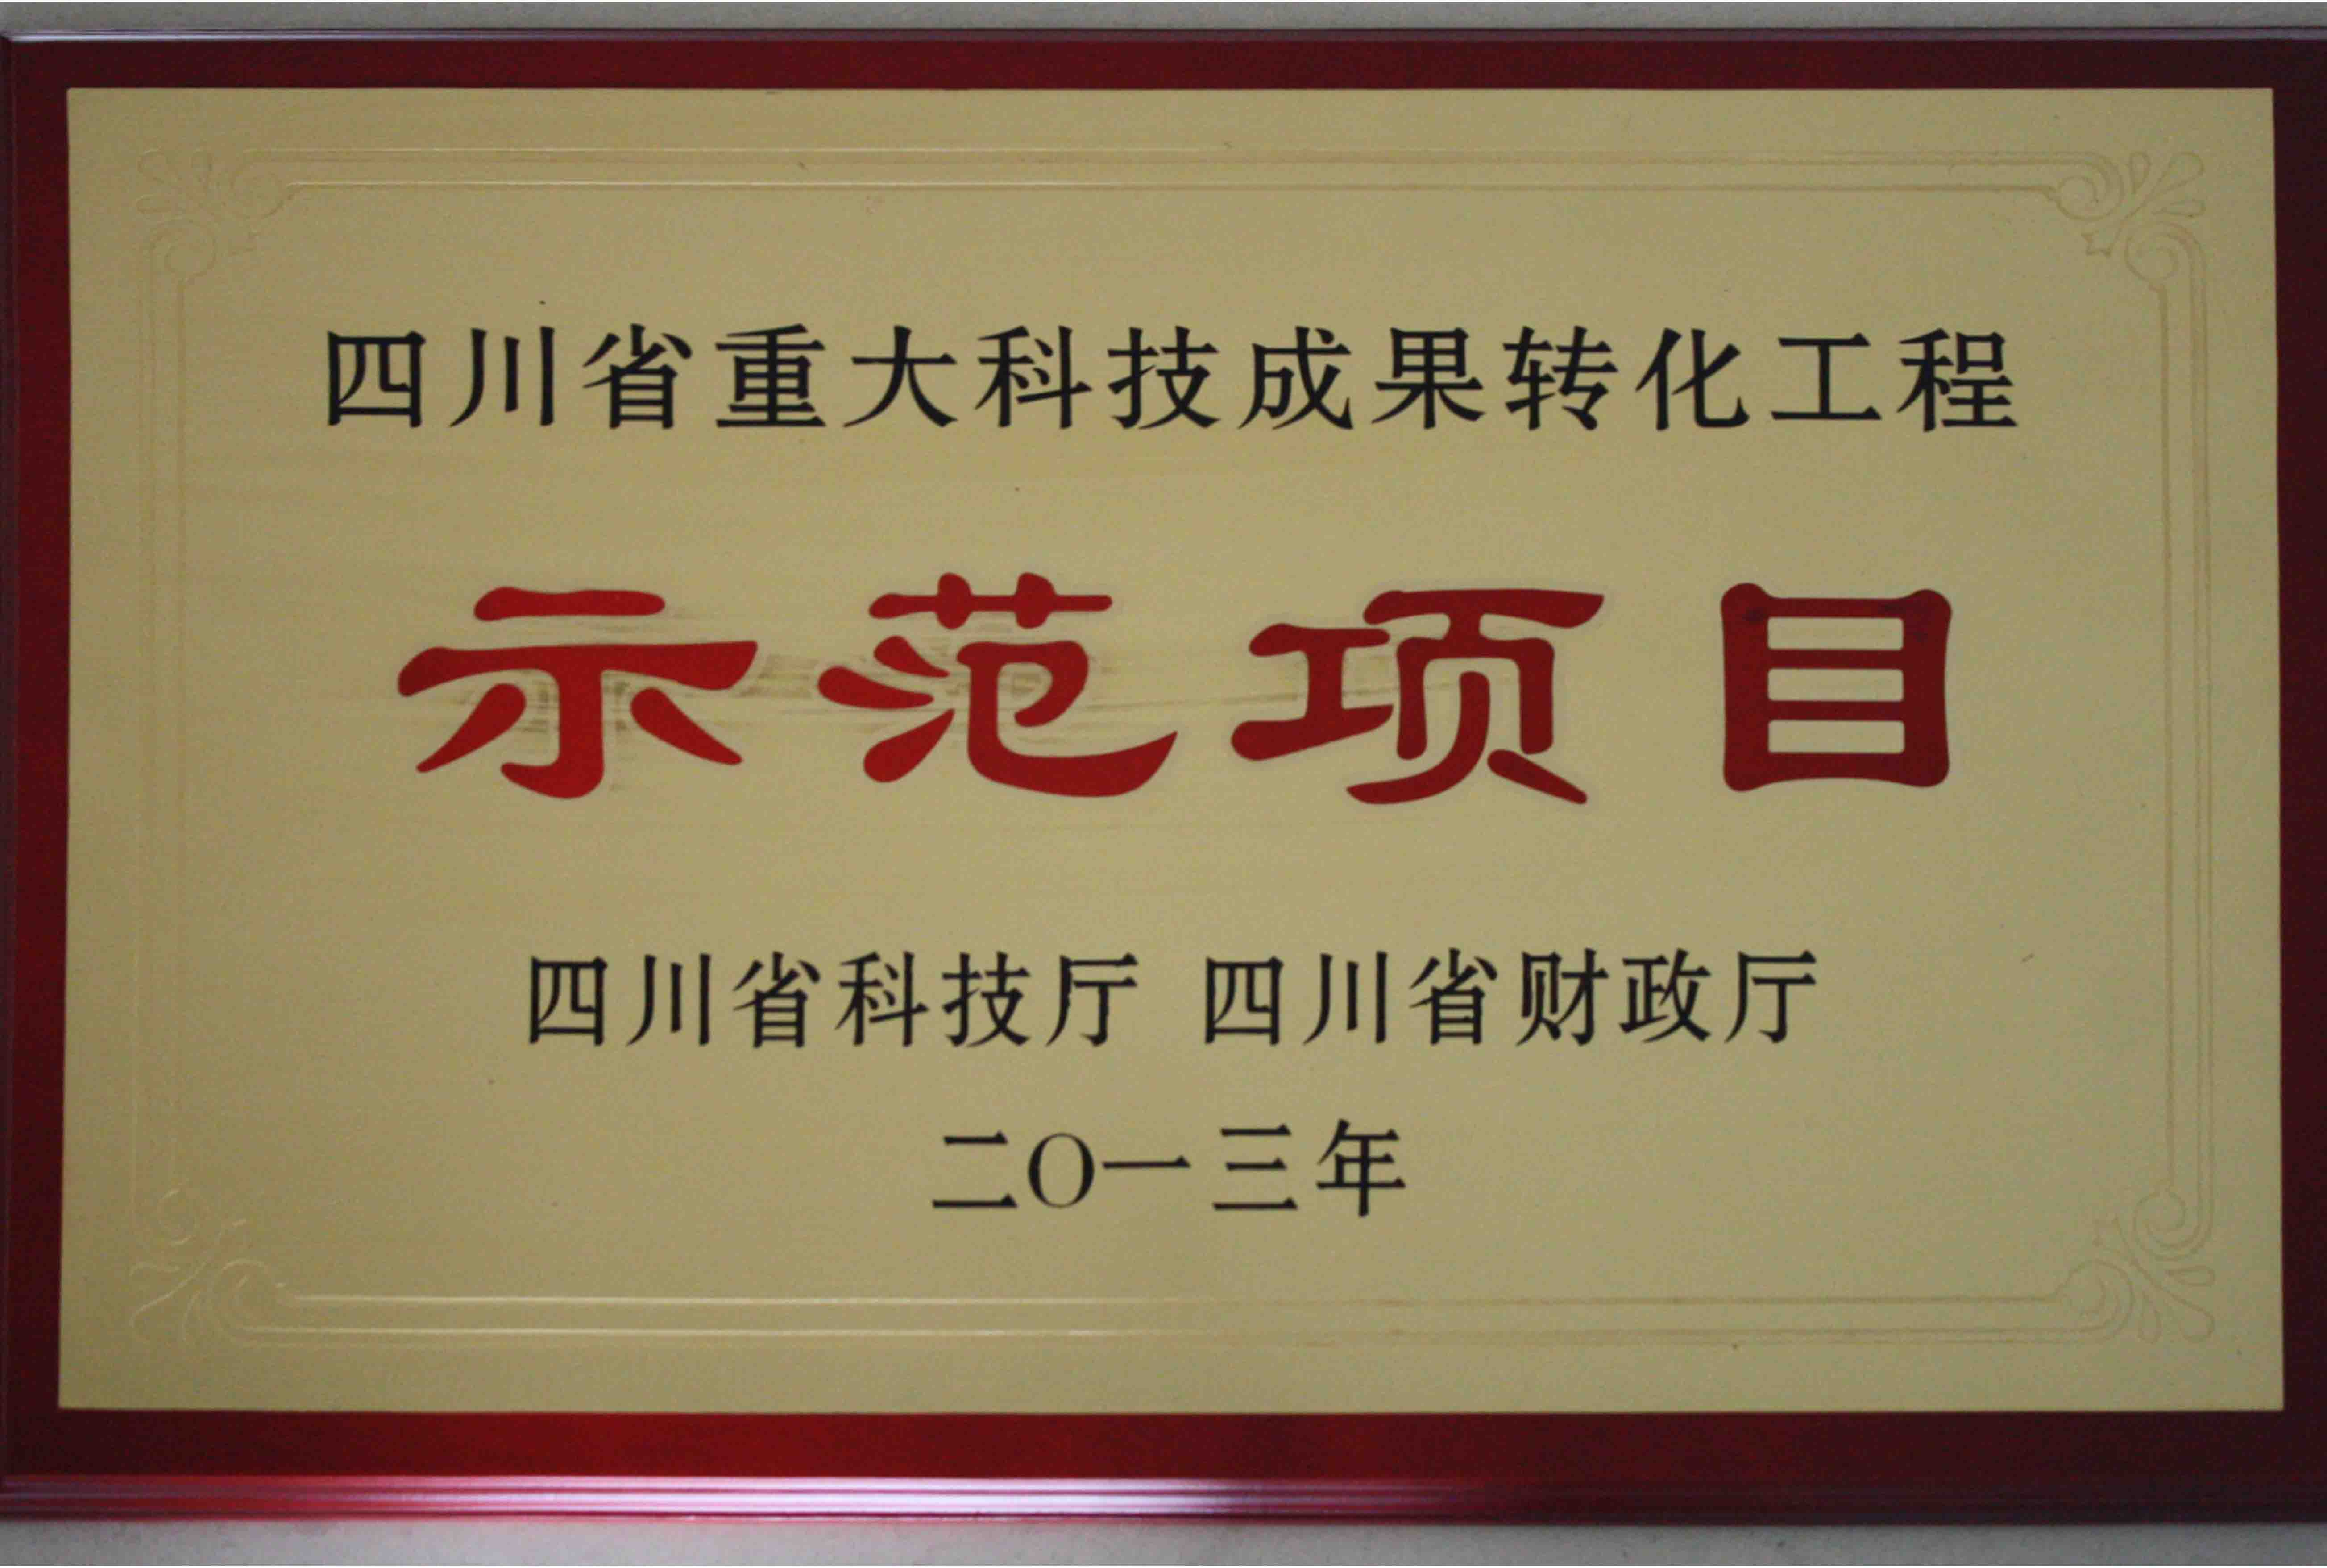 四川省重大科技成果转化工程
示范项目
四川省科技厅 四川省财政厅
二〇一三年